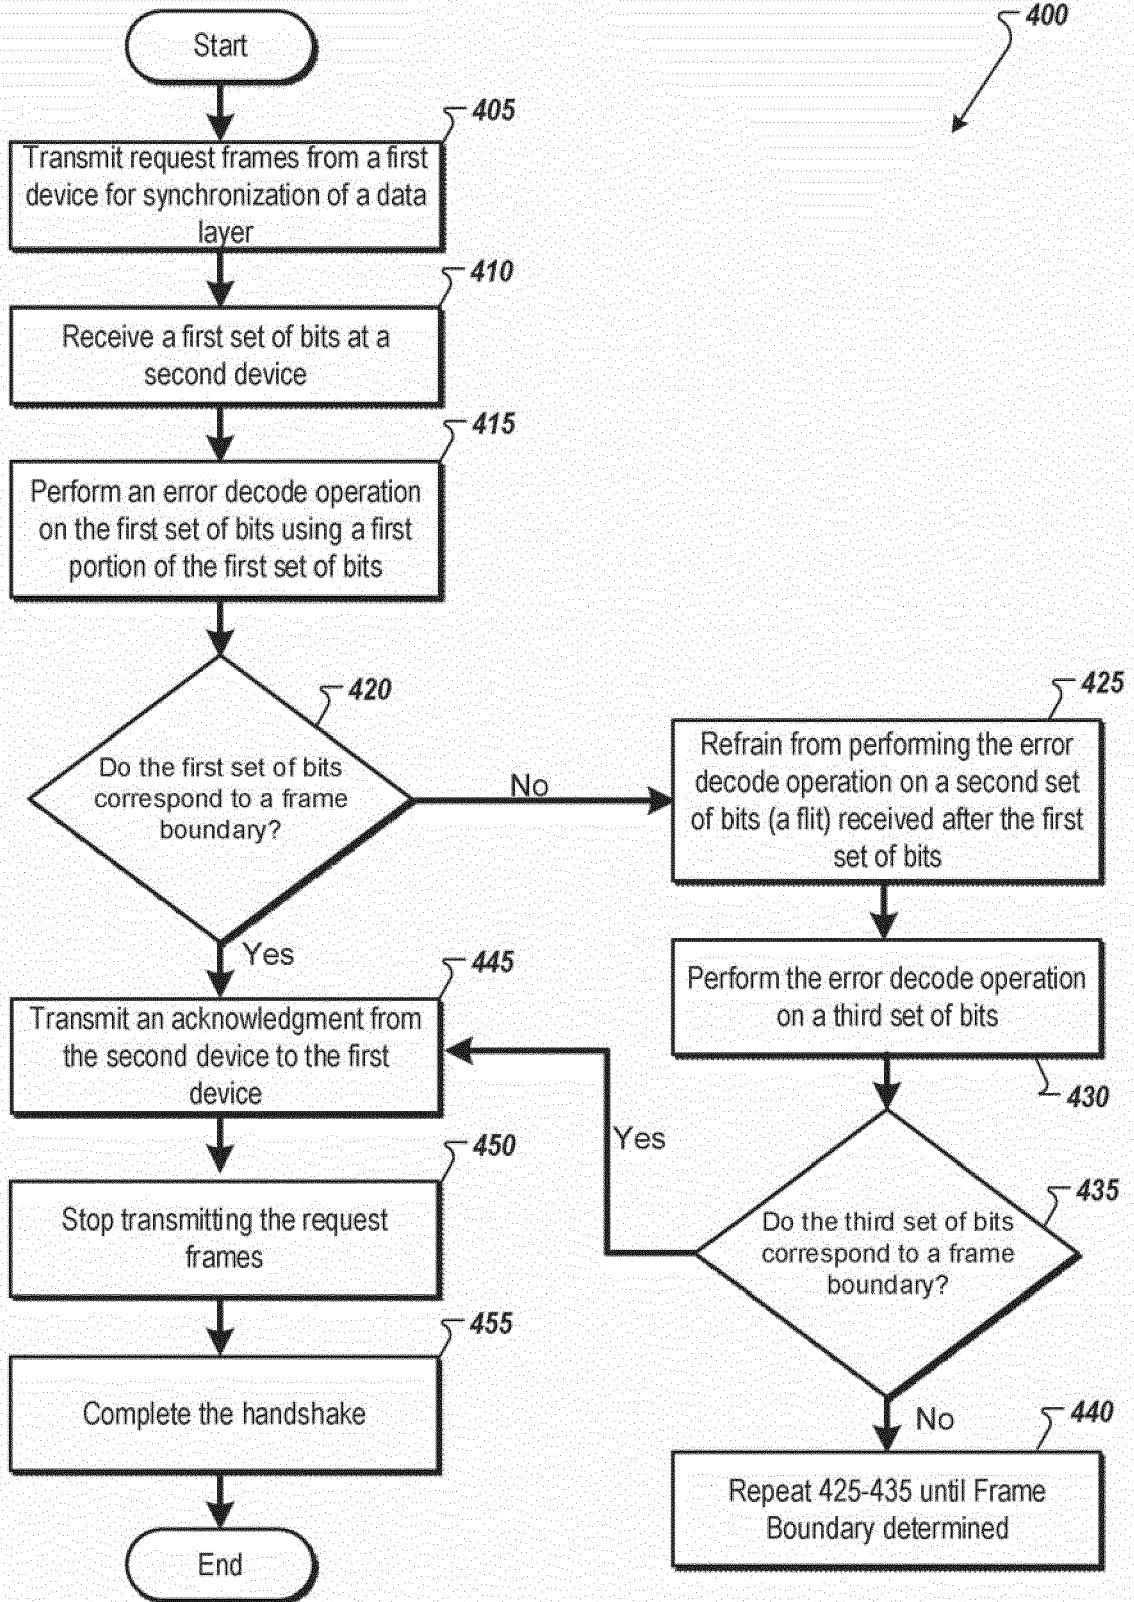 Start
400
405
Transmit request frames from a first
device for synchronization of a data
layer
410
Receive a first set of bits at a
second device
415
Perform an error decode operation
on the first set of bits using a first
portion of the first set of bits
420
Do the first set of bits
correspond to a frame
boundary?
No
425
Refrain from performing the error
decode operation on a second set
of bits (a flit) received after the first
set of bits
Yes
Perform the error decode operation
on a third set of bits
430
445
Transmit an acknowledgment from
the second device to the first
device
Yes
435
Do the third set of bits
correspond to a frame
boundary?
450
Stop transmitting the request
frames
455
Complete the handshake
No
440
Repeat 425-435 until Frame
Boundary determined
End